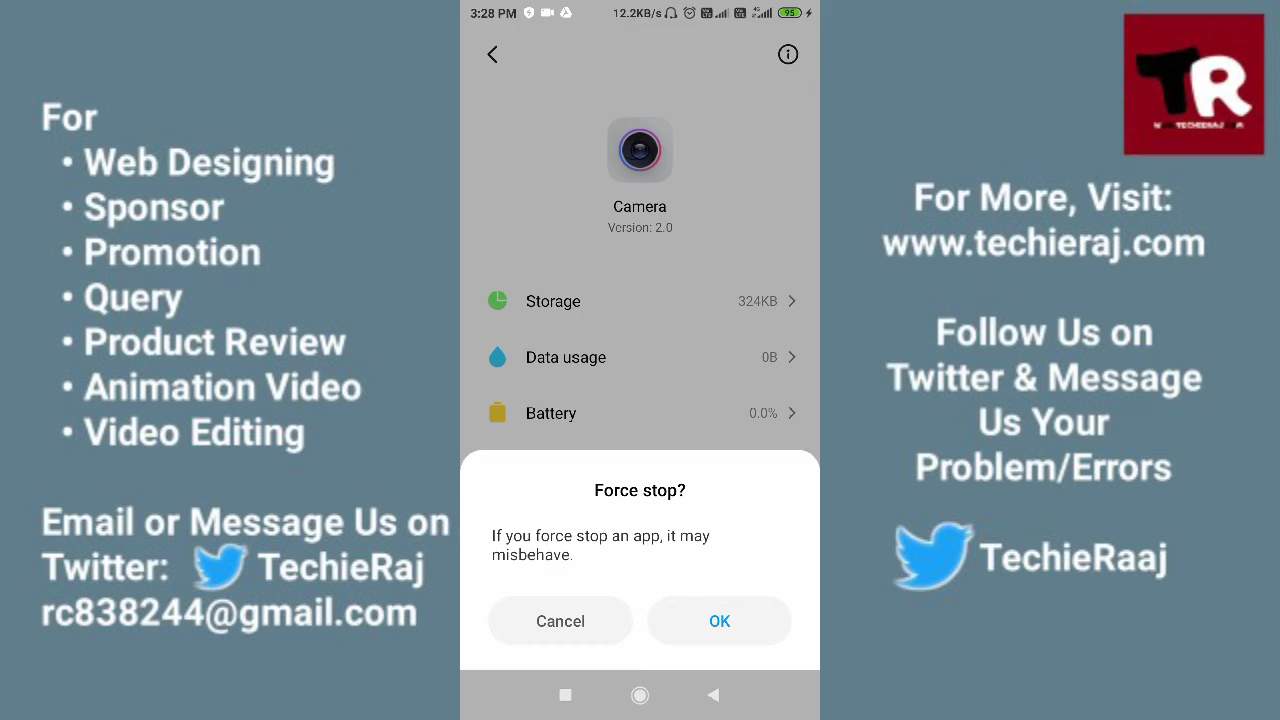 For
• Web Designing
• Sponsor
• Promotion
• Query
• Product Review
• Animation Video
• Video Editing
Email or Message Us on
Twitter: TechieRaj
rc838244@gmail.com
3:28 PM 12.2KB/s 4G 95
Camera
Version: 2.0
Storage 324KB
Data usage 0B
Battery 0.0%
Force stop?
If you force stop an app, it may
misbehave.
Cancel OK
TR
For More, Visit:
www.techieraj.com
Follow Us on
Twitter & Message
Us Your
Problem/Errors
TechieRaaj